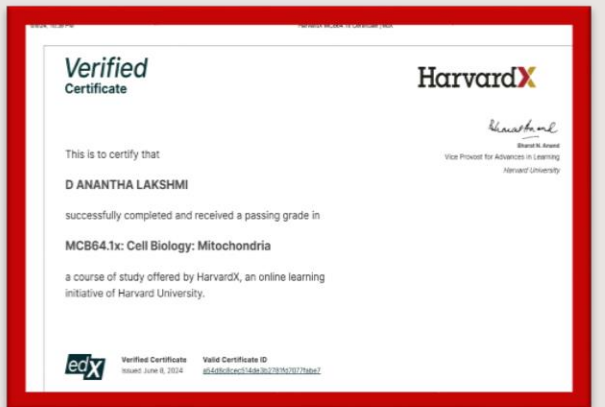 Verified
Certificate
HarvardX
Bharat N. Anand
Vice Provost for Advances in Learning
Harvard University
This is to certify that
D ANANTHA LAKSHMI
successfully completed and received a passing grade in
MCB64.1x: Cell Biology: Mitochondria
a course of study offered by HarvardX, an online learning
initiative of Harvard University.
edX
Verified Certificate
Issued June 8, 2024
Valid Certificate ID